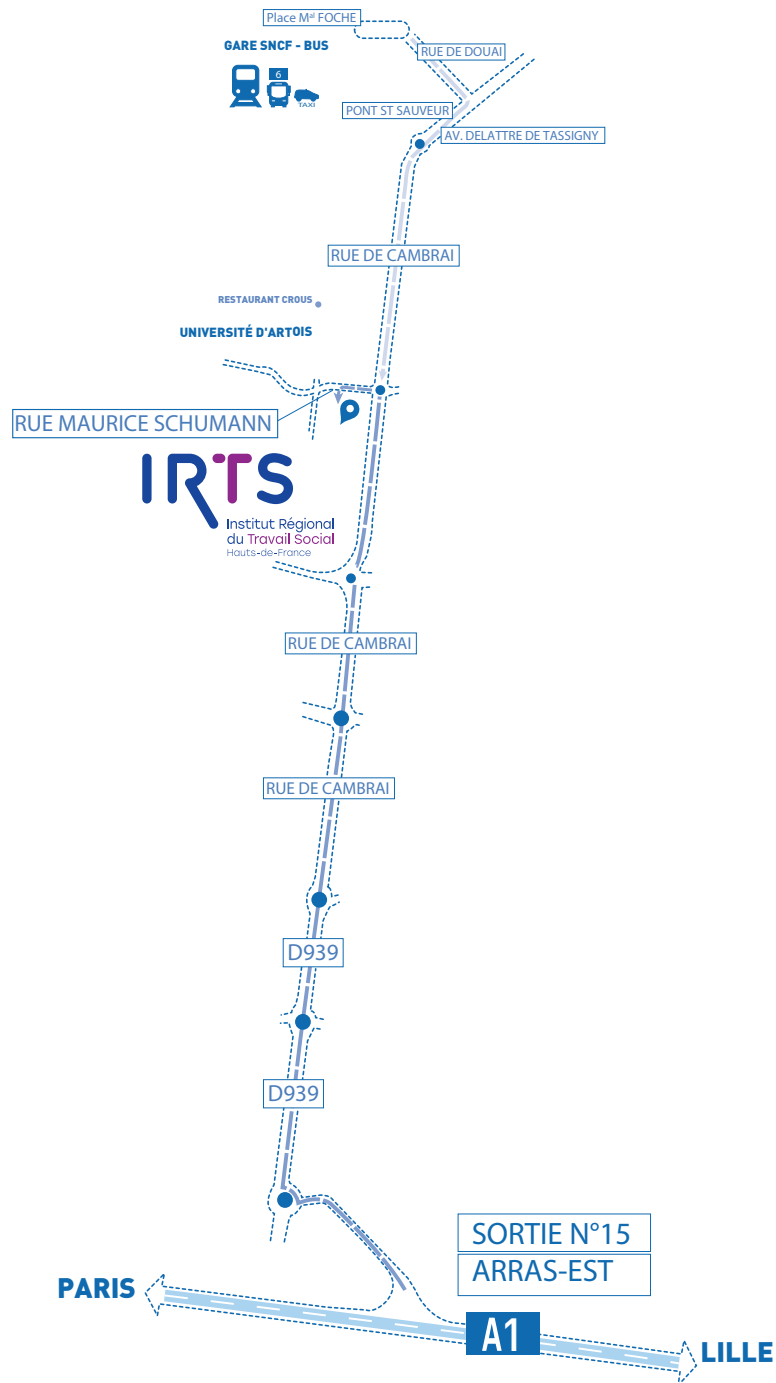 Place Mal FOCHE
GARE SNCF - BUS
RUE DE DOUAI
6
TAXI
PONT ST SAUVEUR
AV. DELATTRE DE TASSIGNY
RUE DE CAMBRAI
RESTAURANT CROUS
UNIVERSITÉ D'ARTOIS
RUE MAURICE SCHUMANN
IRTS
Institut Régional
du Travail Social
Hauts-de-France
RUE DE CAMBRAI
RUE DE CAMBRAI
D939
D939
SORTIE N°15
ARRAS-EST
PARIS
A1
LILLE